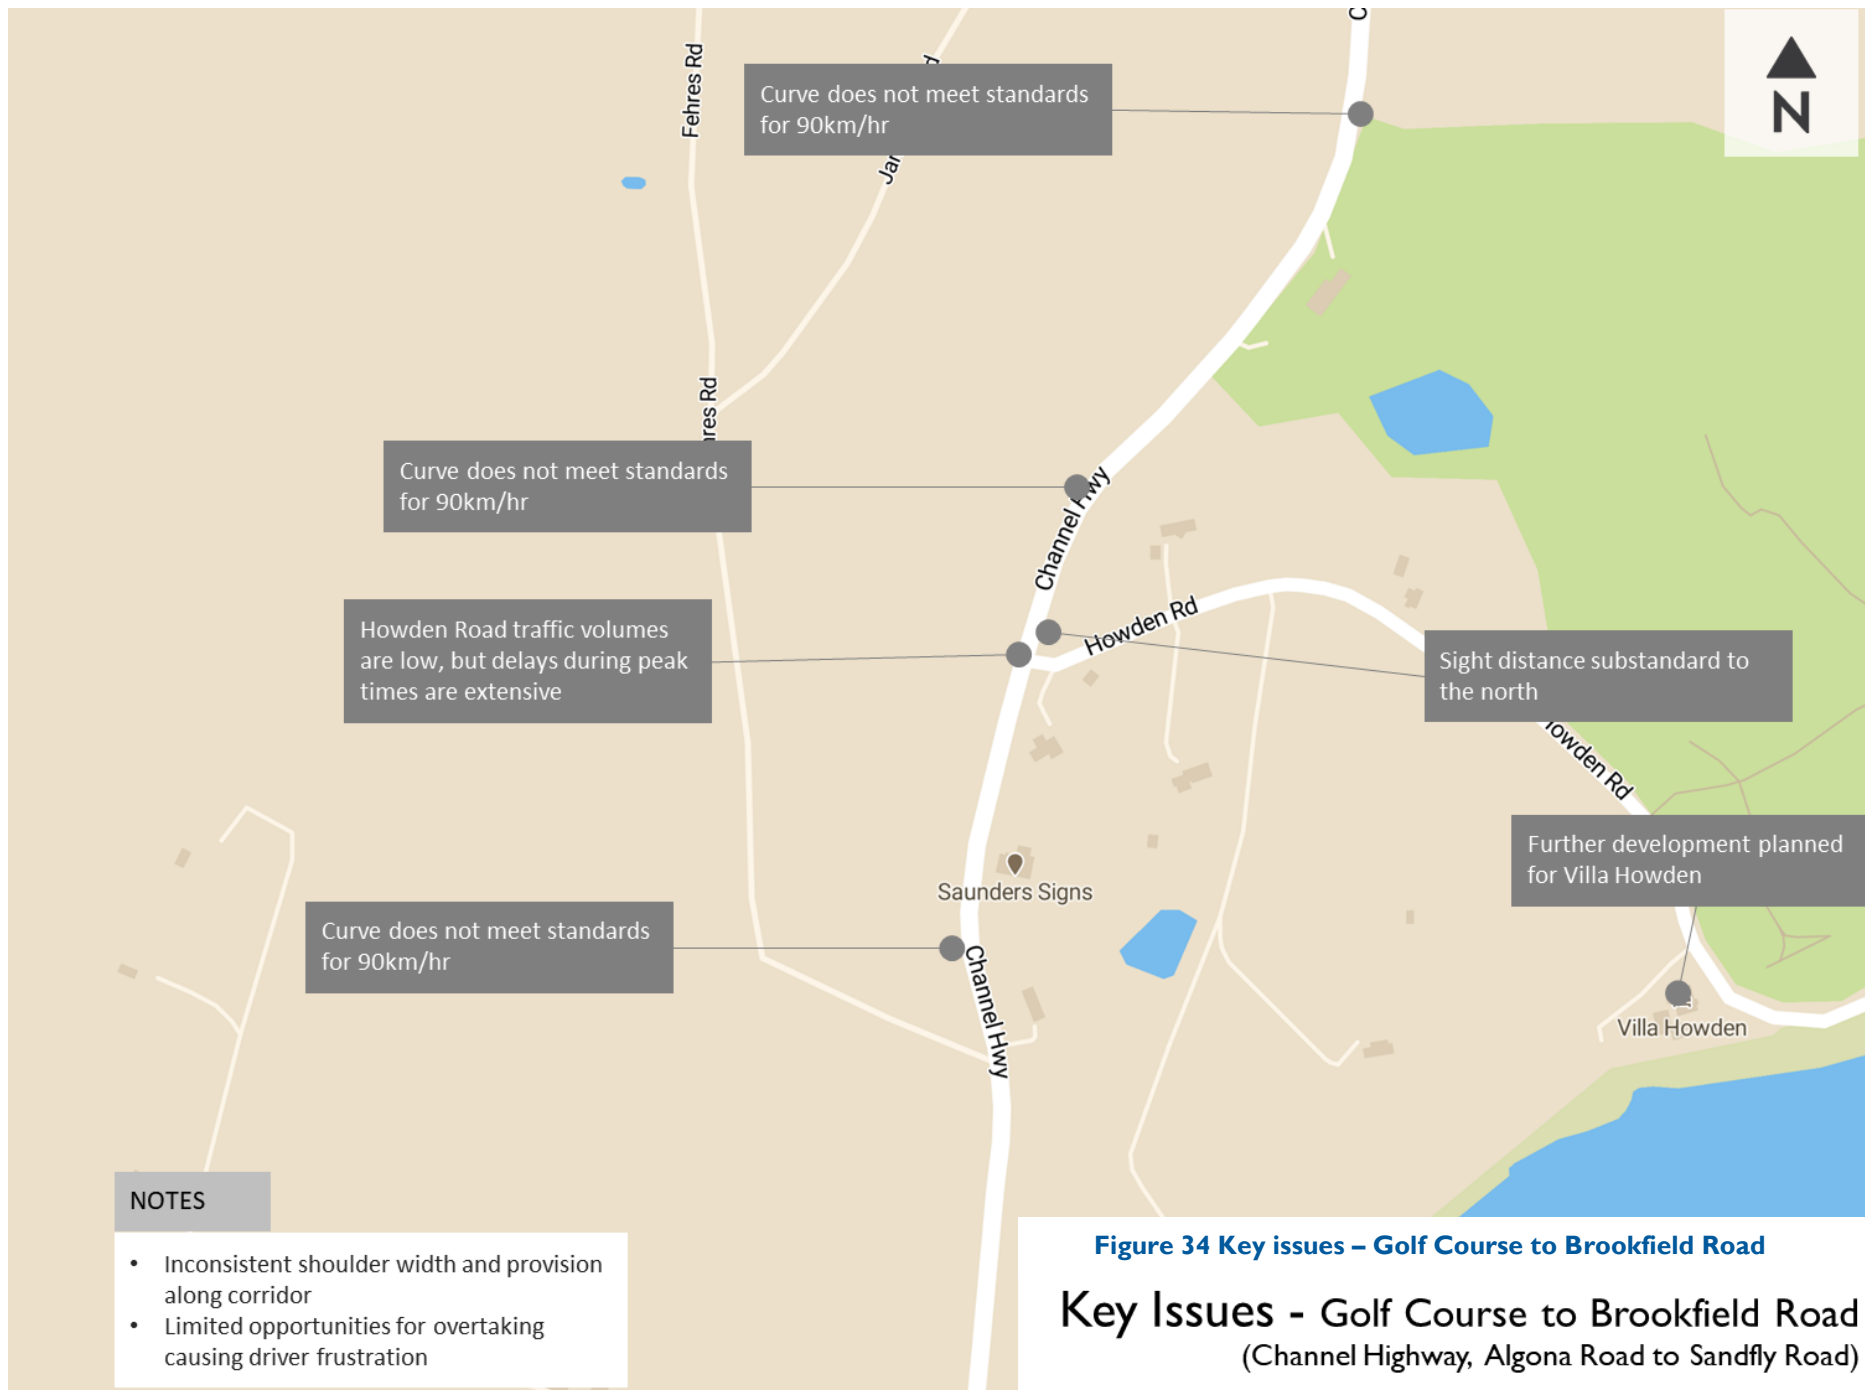 C
N
Fehres Rd
Curve does not meet standards
for 90km/hr
Curve does not meet standards
for 90km/hr
Channel Hwy
Howden Road traffic volumes
are low, but delays during peak
times are extensive
Howden Rd
Sight distance substandard to
the north
Howden Rd
Further development planned
for Villa Howden
Saunders Signs
Curve does not meet standards
for 90km/hr
Channel Hwy
Villa Howden
NOTES
• Inconsistent shoulder width and provision
along corridor
• Limited opportunities for overtaking
causing driver frustration
Figure 34 Key issues – Golf Course to Brookfield Road
Key Issues - Golf Course to Brookfield Road
(Channel Highway, Algona Road to Sandfly Road)